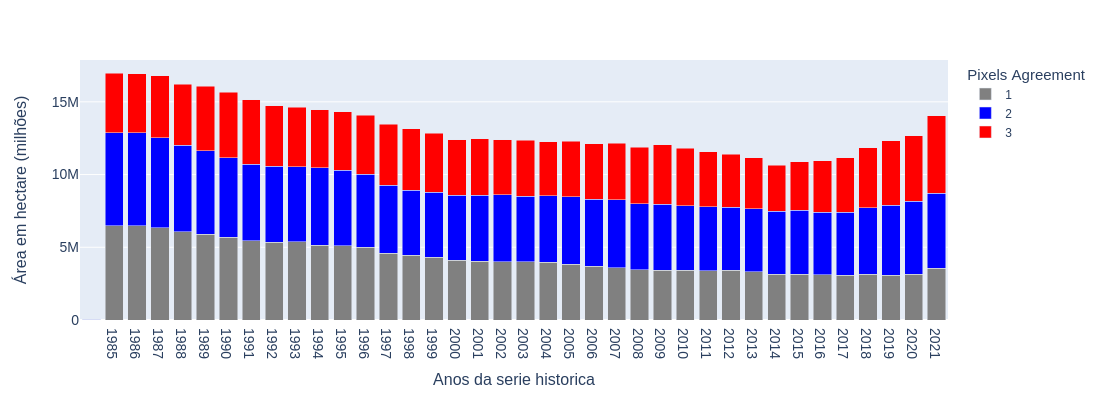 Pixels Agreement
1
2
3
Área em hectare (milhões)
15M
10M
5M
0
1985 1986 1987 1988 1989 1990 1991 1992 1993 1994 1995 1996 1997 1998 1999 2000 2001 2002 2003 2004 2005 2006 2007 2008 2009 2010 2011 2012 2013 2014 2015 2016 2017 2018 2019 2020 2021
Anos da serie historica